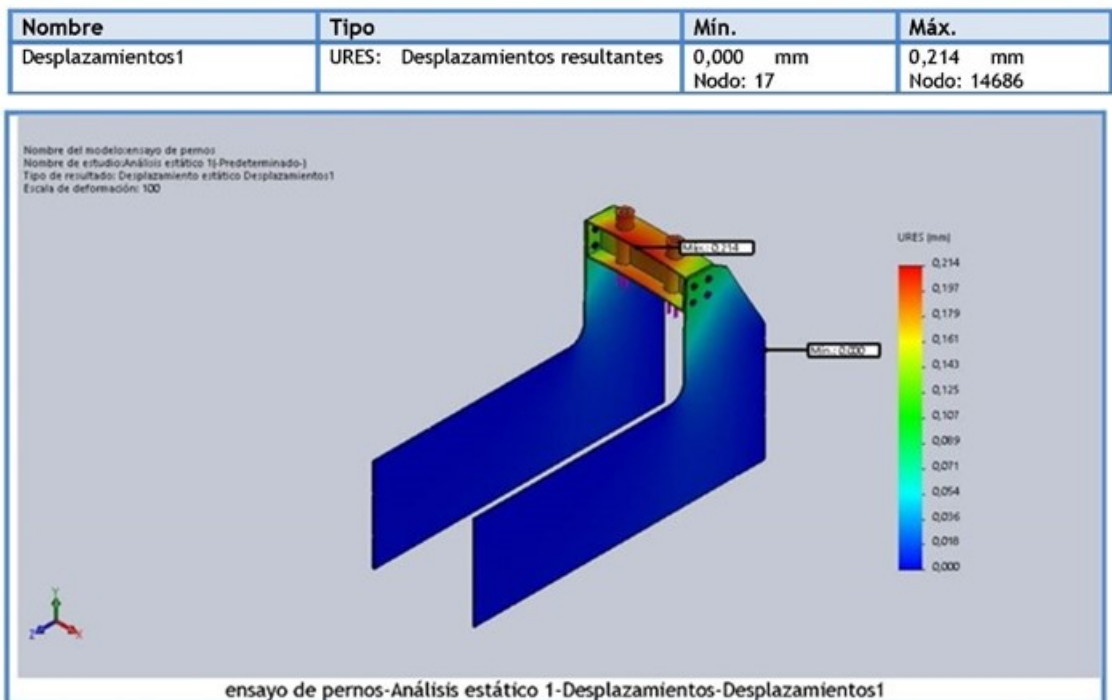 Nombre Tipo Mín. Máx.
Desplazamientos1 URES: Desplazamientos resultantes 0,000 mm 0,214 mm
Nodo: 17 Nodo: 14686
Nombre del modelo:ensayo de pernos
Nombre de estudio:Análisis estático 1(-Predeterminado-)
Tipo de resultado: Desplazamiento estático Desplazamientos1
Escala de deformación: 100
URES (mm)
Máx.: 0,214
0,214
0,197
0,179
0,161
Mín.: 0,000
0,143
0,125
0,107
0,089
0,071
0,054
0,036
0,018
0,000
Y
Z X
ensayo de pernos-Análisis estático 1-Desplazamientos-Desplazamientos1